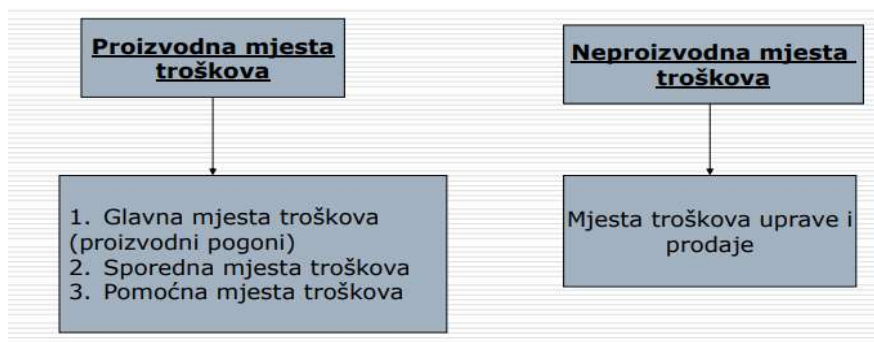 Proizvodna mjesta
troškova
Neproizvodna mjesta
troškova
1. Glavna mjesta troškova
(proizvodni pogoni)
2. Sporedna mjesta troškova
3. Pomoćna mjesta troškova
Mjesta troškova uprave i
prodaje